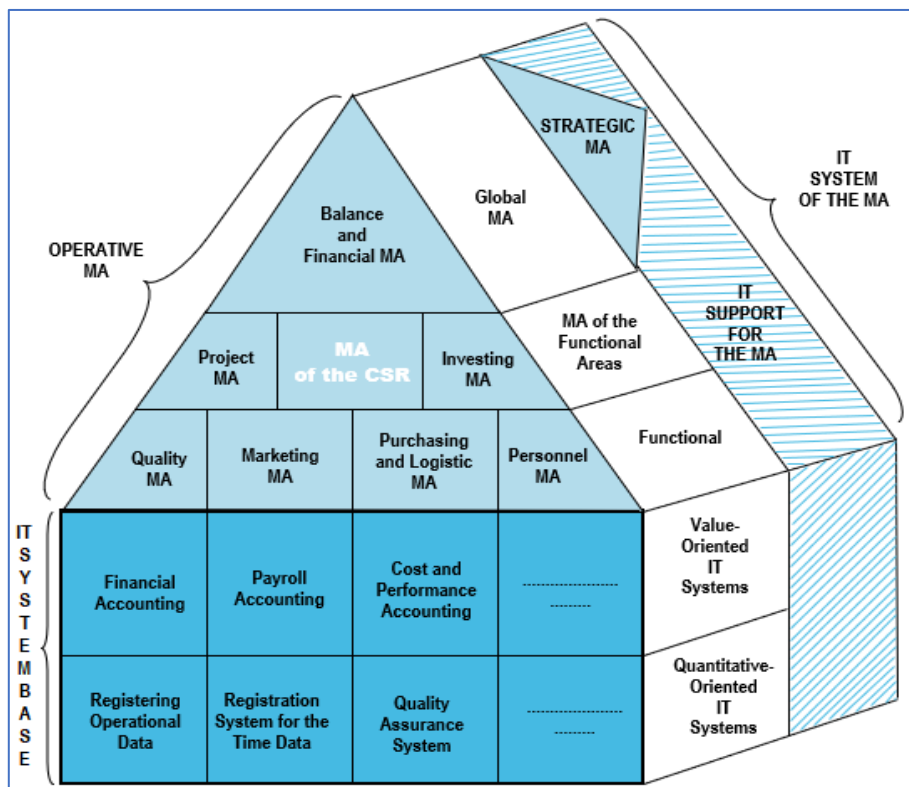 STRATEGIC
MA
IT
SYSTEM
OF THE MA
Global
MA
Balance
and
Financial MA
OPERATIVE
MA
IT
SUPPORT
FOR
THE MA
MA of the
Functional
Areas
Project
MA
MA
of the CSR
Investing
MA
Functional
Quality
MA
Marketing
MA
Purchasing
and Logistic
MA
Personnel
MA
IT SYSTEM BASE
Value-
Oriented
IT
Systems
Financial
Accounting
Payroll
Accounting
Cost and
Performance
Accounting
--------------------
---------
Quantitative-
Oriented
IT
Systems
Registering
Operational
Data
Registration
System for the
Time Data
Quality
Assurance
System
--------------------
---------